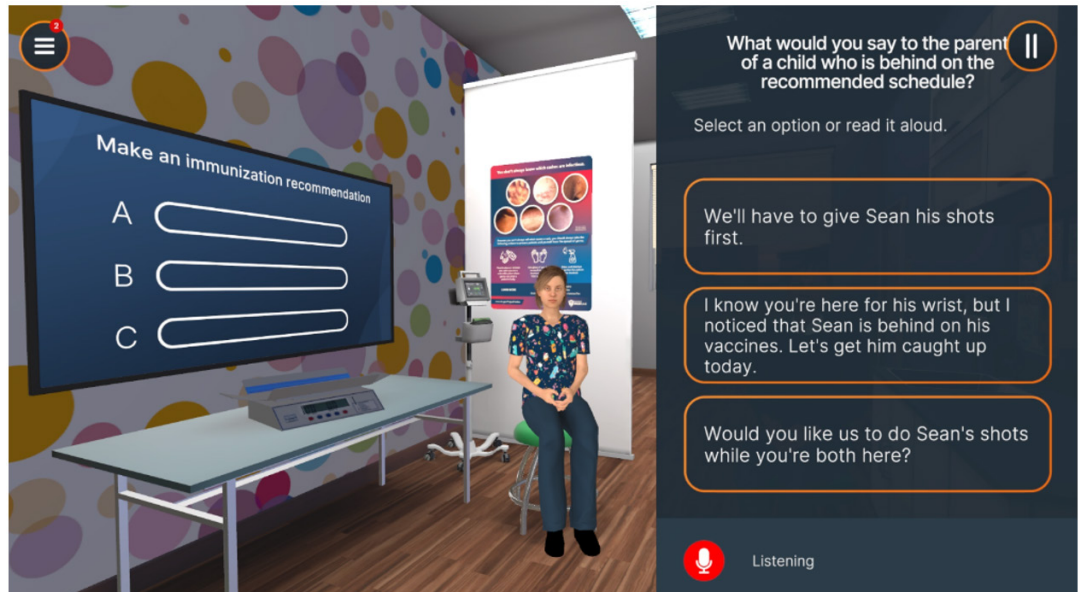 2
Make an immunization recommendation
A
B
C
What would you say to the parent
of a child who is behind on the
recommended schedule?
Select an option or read it aloud.
We'll have to give Sean his shots
first.
I know you're here for his wrist, but I
noticed that Sean is behind on his
vaccines. Let's get him caught up
today.
Would you like us to do Sean's shots
while you're both here?
Listening